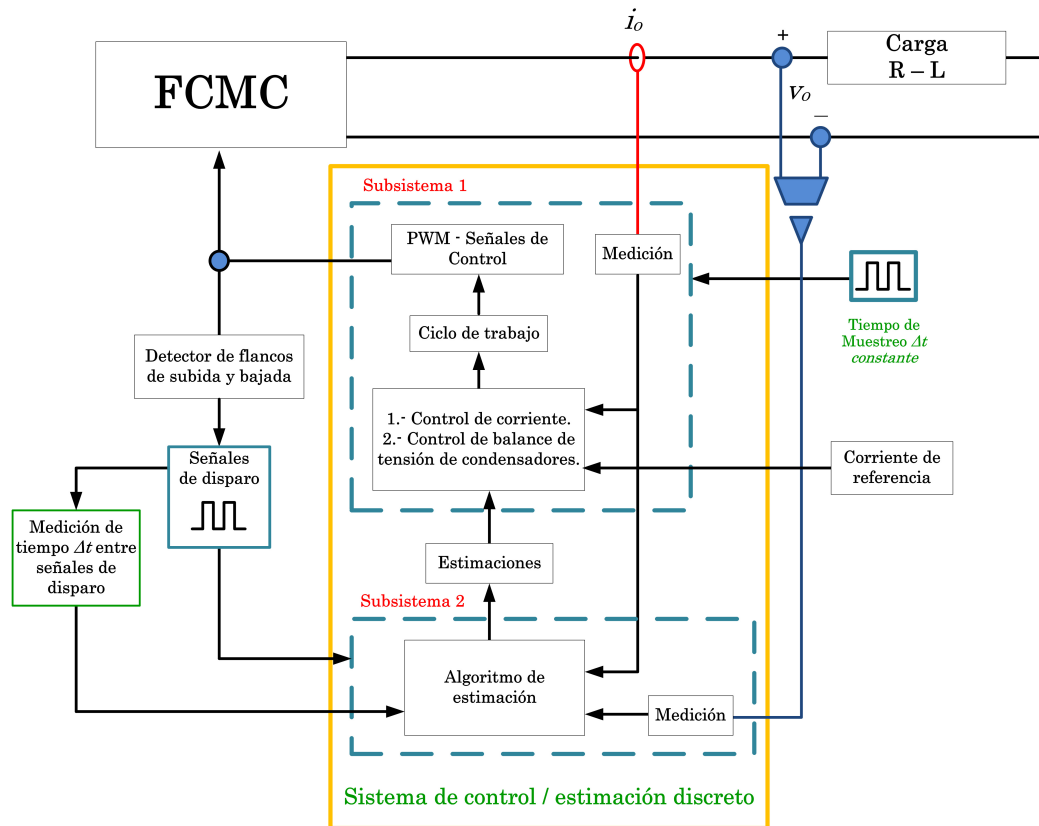 i_o
+
FCMC
Carga
R – L
v_o
–
Subsistema 1
PWM - Señales de
Control
Medición
Ciclo de trabajo
Tiempo de
Muestreo Δt
constante
Detector de flancos
de subida y bajada
1.- Control de corriente.
2.- Control de balance de
tensión de condensadores.
Corriente de
referencia
Señales
de disparo
Medición de
tiempo Δt entre
señales de
disparo
Estimaciones
Subsistema 2
Algoritmo de
estimación
Medición
Sistema de control / estimación discreto